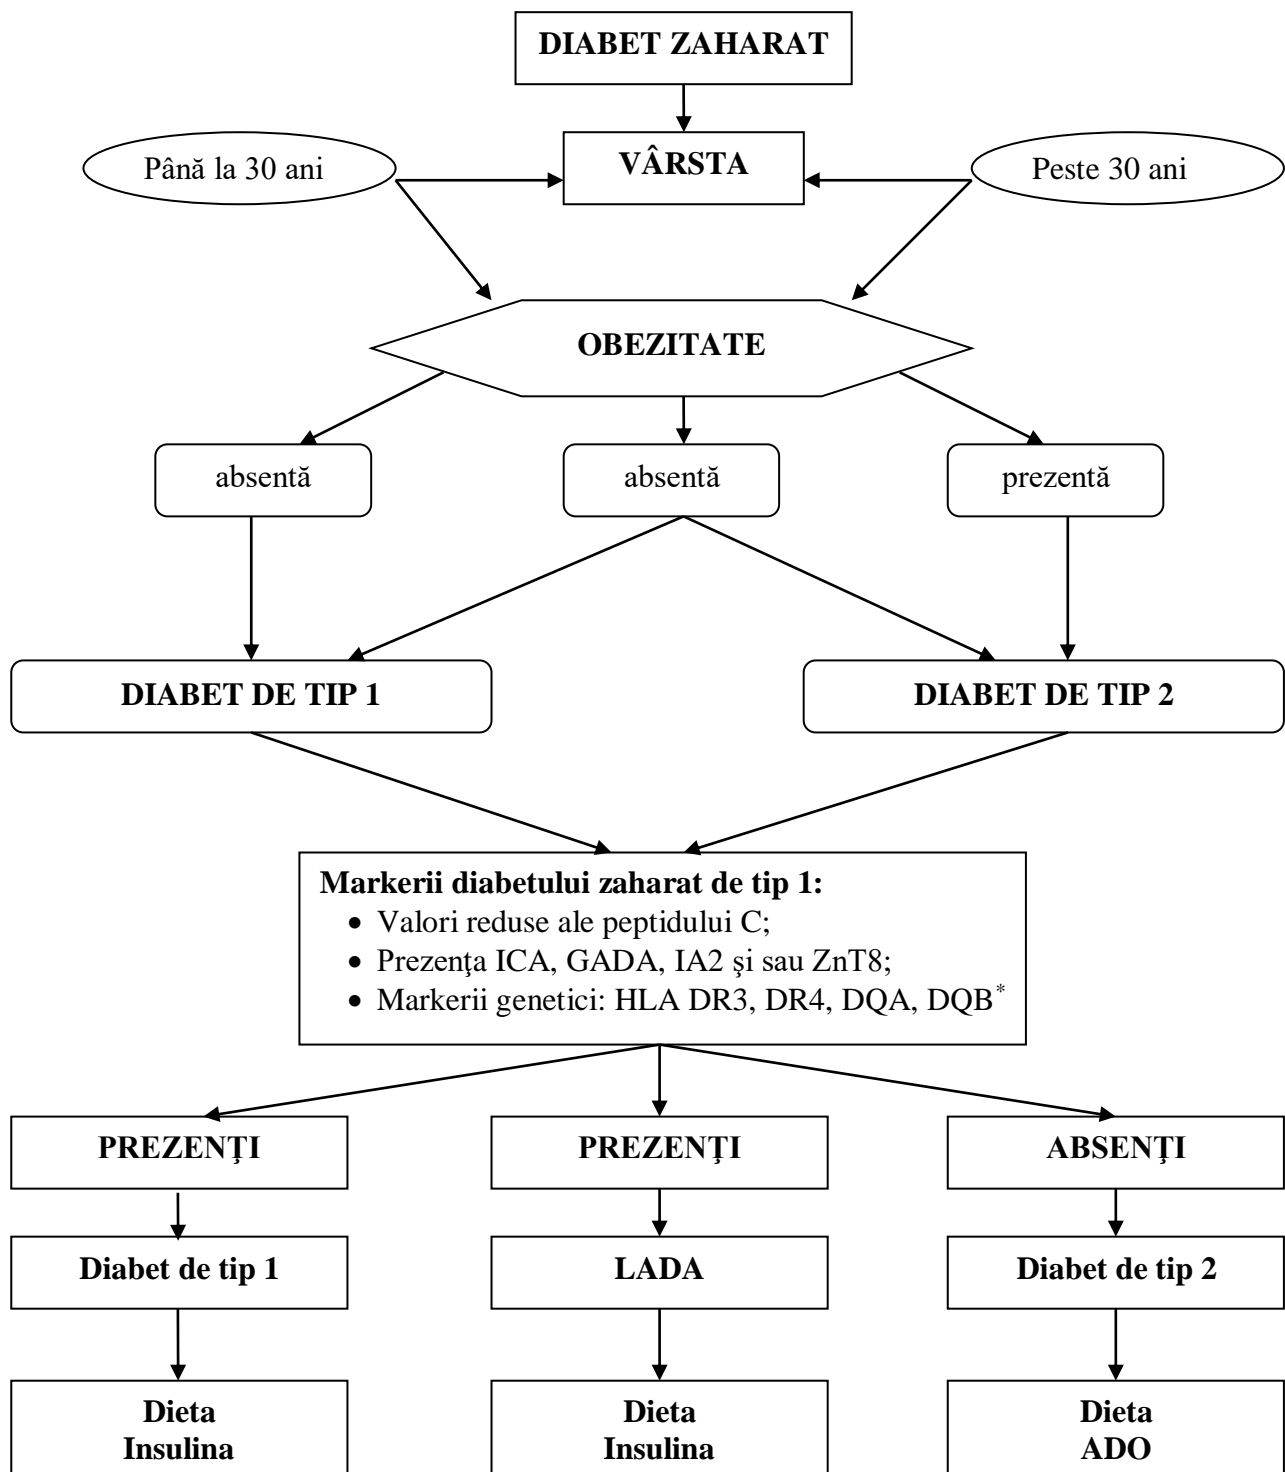 DIABET ZAHARAT
Până la 30 ani
VÂRSTA
Peste 30 ani
OBEZITATE
absentă
absentă
prezentă
DIABET DE TIP 1
DIABET DE TIP 2
Markerii diabetului zaharat de tip 1:
• Valori reduse ale peptidului C;
• Prezenţa ICA, GADA, IA2 şi sau ZnT8;
• Markerii genetici: HLA DR3, DR4, DQA, DQB*
PREZENŢI
PREZENŢI
ABSENŢI
Diabet de tip 1
LADA
Diabet de tip 2
Dieta
Insulina
Dieta
Insulina
Dieta
ADO